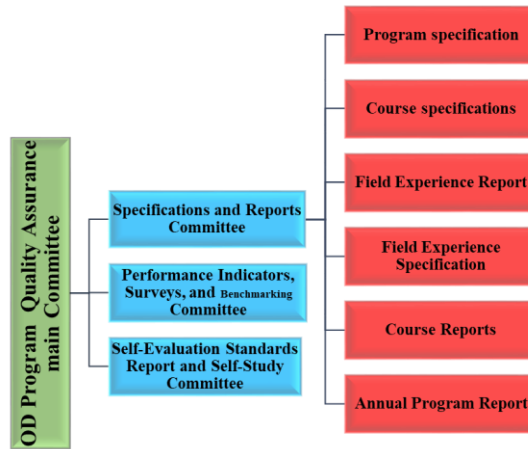 OD Program Quality Assurance
main Committee
Specifications and Reports
Committee
Performance Indicators,
Surveys, and Benchmarking
Committee
Self-Evaluation Standards
Report and Self-Study
Committee
Program specification
Course specifications
Field Experience Report
Field Experience
Specification
Course Reports
Annual Program Report